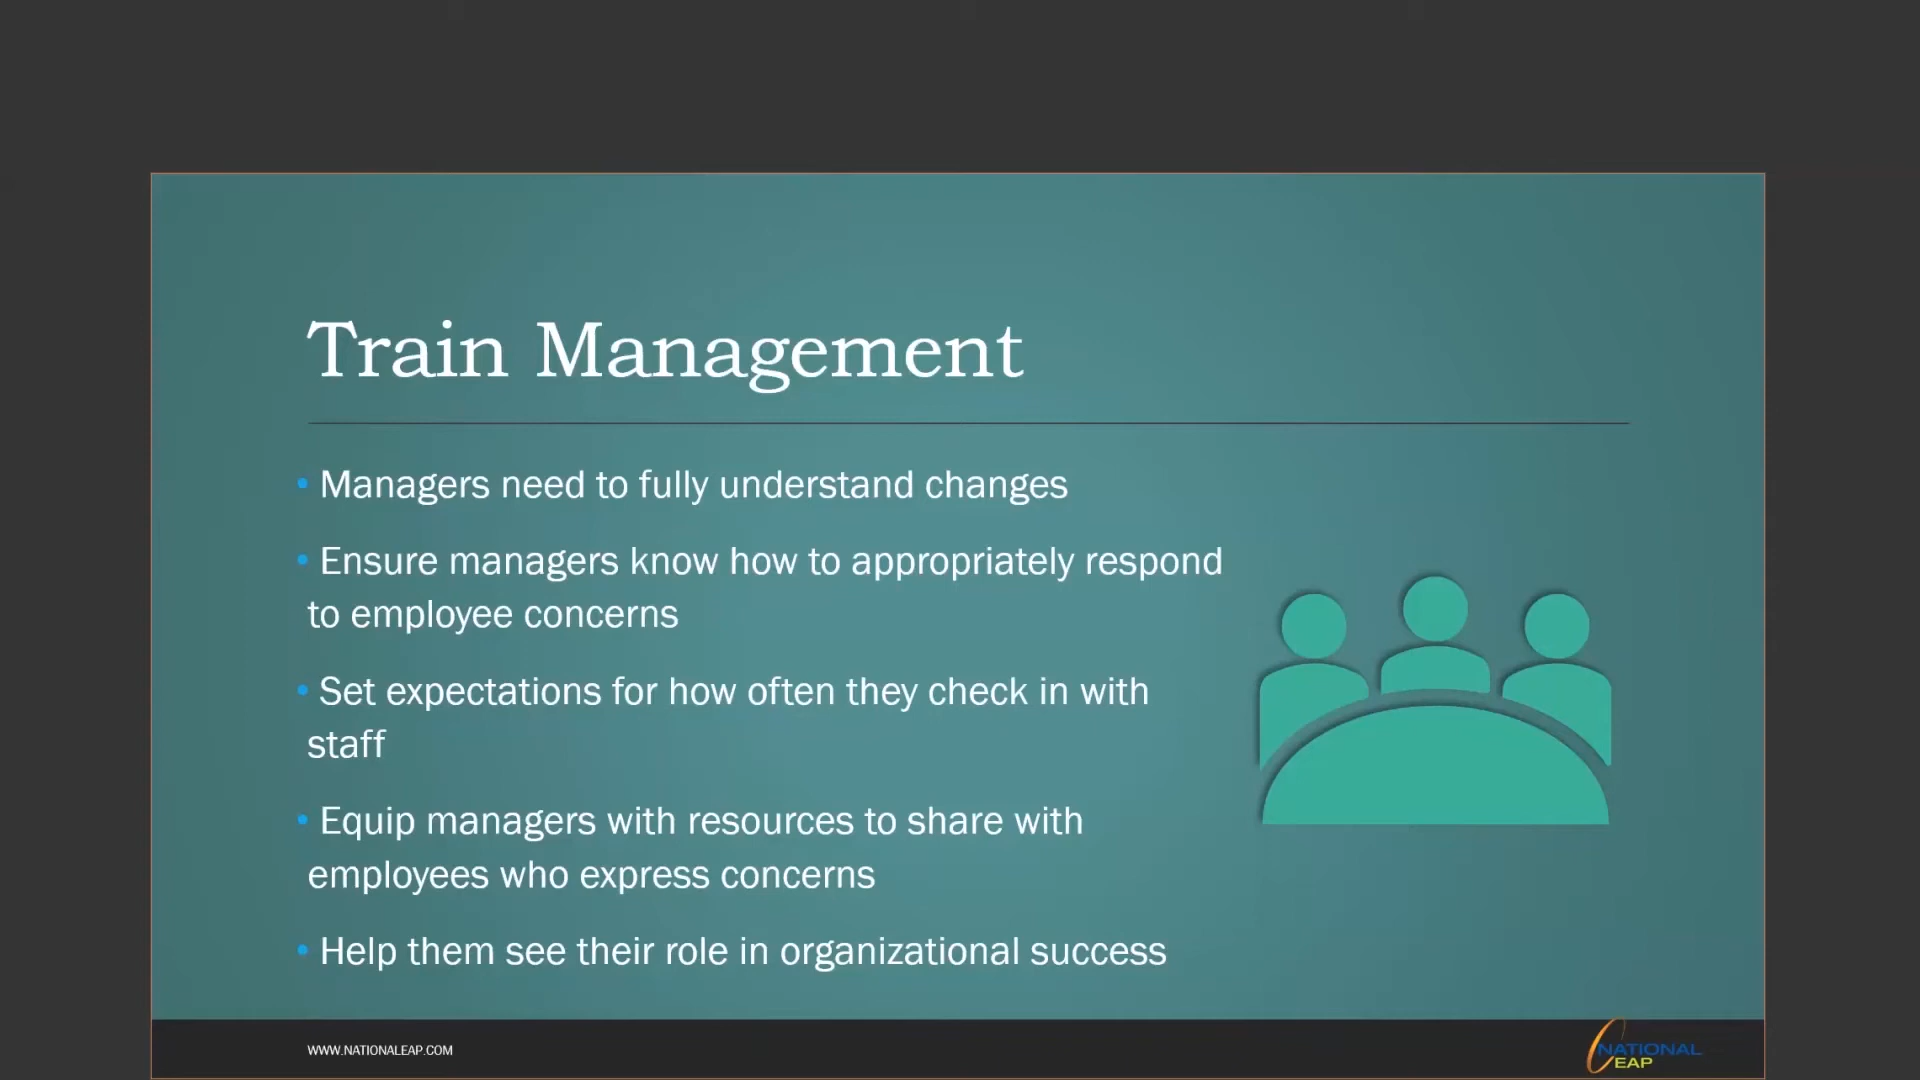 Train Management
• Managers need to fully understand changes
• Ensure managers know how to appropriately respond
to employee concerns
• Set expectations for how often they check in with
staff
• Equip managers with resources to share with
employees who express concerns
• Help them see their role in organizational success
WWW.NATIONALEAP.COM
NATIONAL
EAP